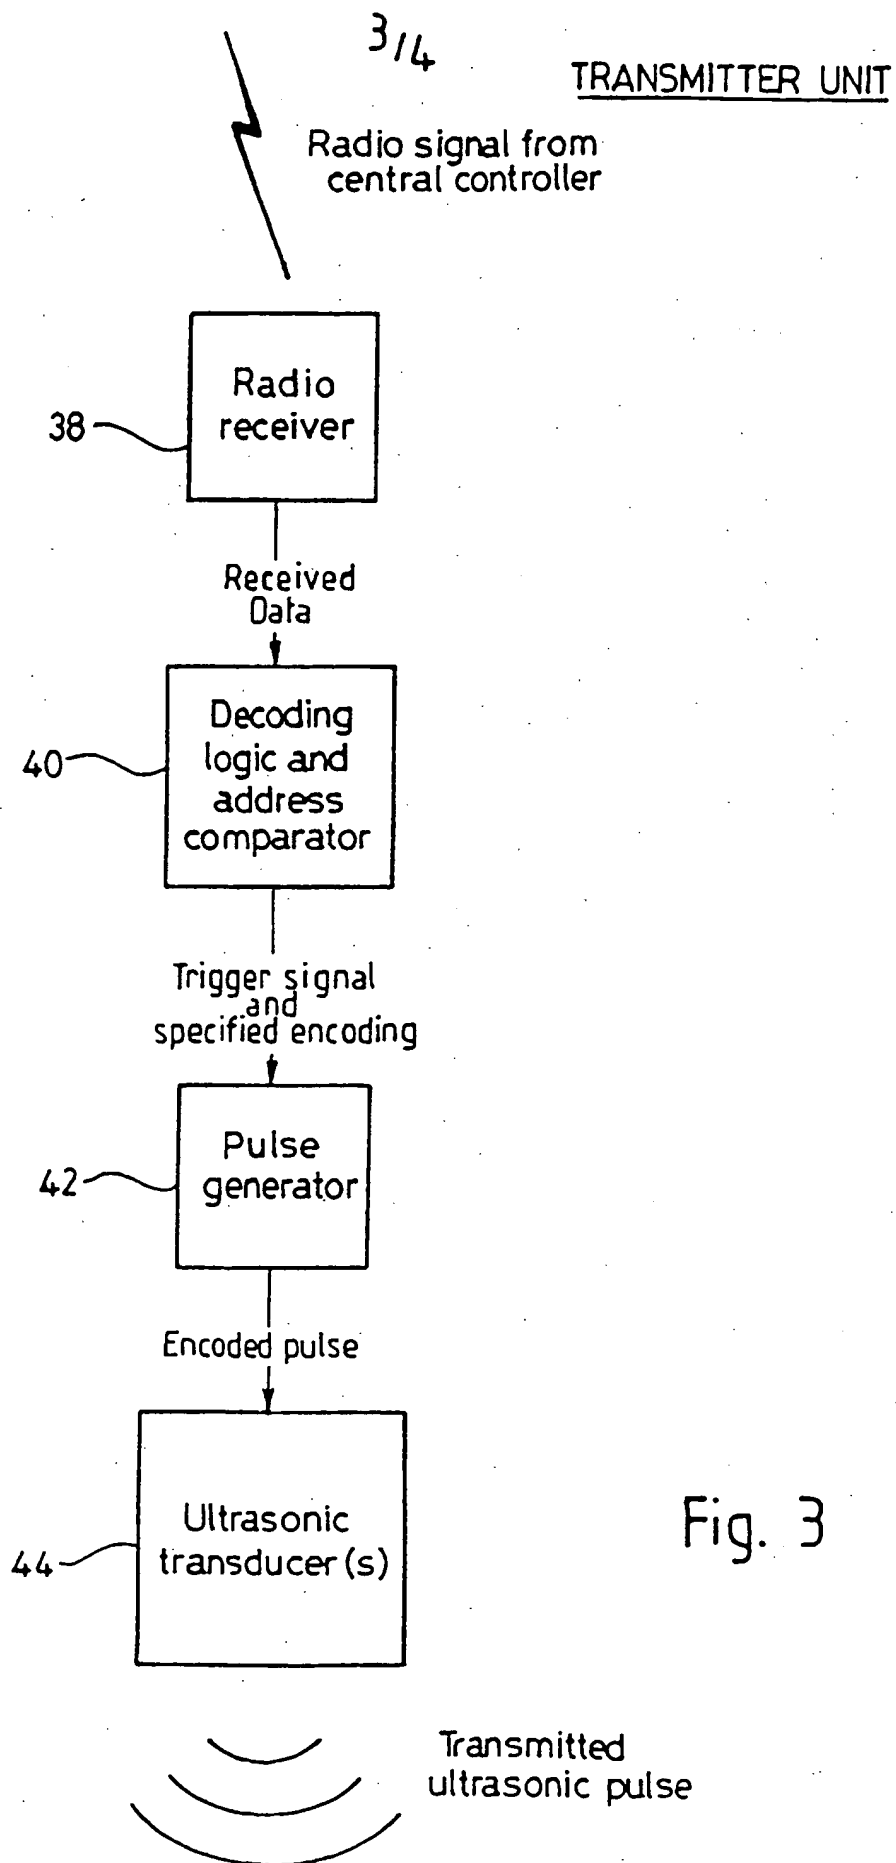 3/4
TRANSMITTER UNIT
Radio signal from
central controller
Radio
receiver
38
Received
Data
Decoding
logic and
address
comparator
40
Trigger signal
and
specified encoding
Pulse
generator
42
Encoded pulse
Ultrasonic
transducer(s)
44
Fig. 3
Transmitted
ultrasonic pulse